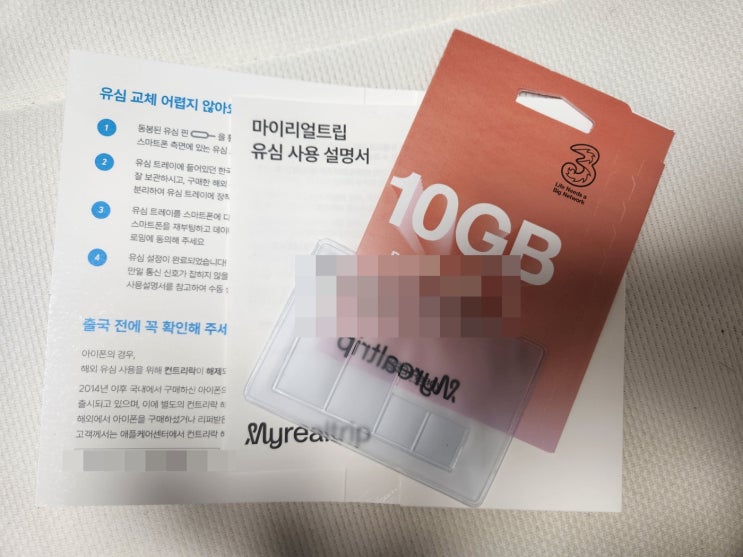 유심 교체 어렵지 않아요
1
동봉된 유심 핀 을
스마트폰 측면에 있는 유심
2
유심 트레이에 들어있던 한국
잘 보관하시고, 구매한 해외
분리하여 유심 트레이에 장착
3
유심 트레이를 스마트폰에 다
스마트폰을 재부팅하고 데이
로밍에 동의해 주세요
4
유심 설정이 완료되었습니다!
만일 통신 신호가 잡히지 않을
사용설명서를 참고하여 수동
출국 전에 꼭 확인해 주세
아이폰의 경우,
해외 유심 사용을 위해 컨트리락이 해제되
2014년 이후 국내에서 구매하신 아이폰의
출시되고 있으며, 이에 별도의 컨트리락 해
해외에서 아이폰을 구매하셨거나 리퍼받은
고객께서는 애플케어센터에서 컨트리락 해
마이리얼트립
유심 사용 설명서
Myrealtrip
3
Life Needs a
Big Network
10GB
Myrealtrip